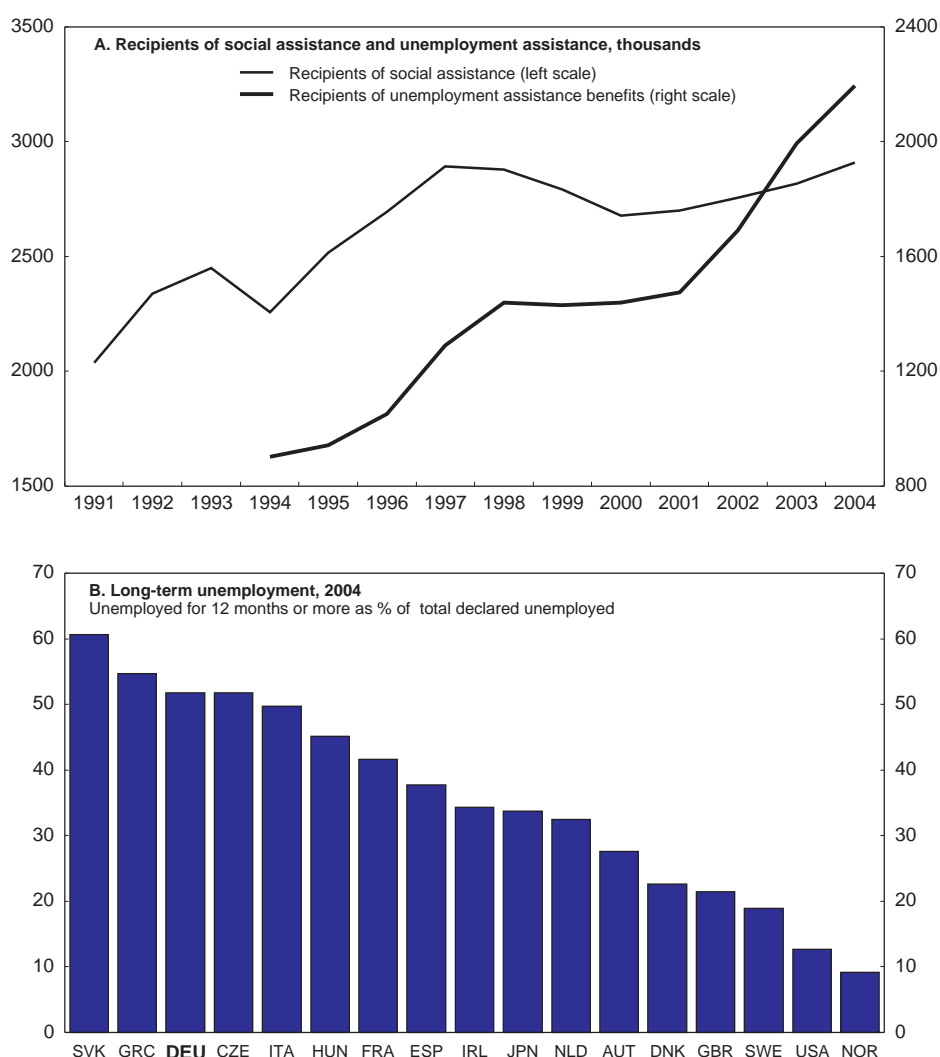 A. Recipients of social assistance and unemployment assistance, thousands
Recipients of social assistance (left scale)
Recipients of unemployment assistance benefits (right scale)
3500 2400
3000 2000
2500 1600
2000 1200
1500 800
1991 1992 1993 1994 1995 1996 1997 1998 1999 2000 2001 2002 2003 2004
B. Long-term unemployment, 2004
Unemployed for 12 months or more as % of total declared unemployed
70 70
60 60
50 50
40 40
30 30
20 20
10 10
0 0
SVK GRC DEU CZE ITA HUN FRA ESP IRL JPN NLD AUT DNK GBR SWE USA NOR